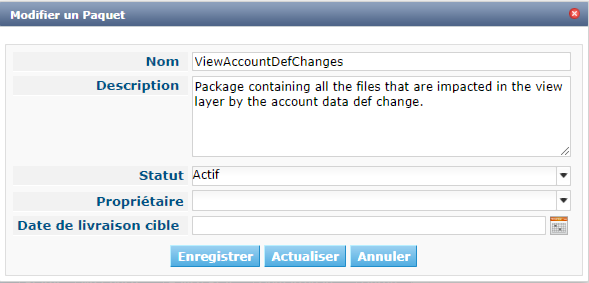 Modifier un Paquet
Nom ViewAccountDefChanges
Description Package containing all the files that are impacted in the view
layer by the account data def change.
Statut Actif
Propriétaire
Date de livraison cible
Enregistrer Actualiser Annuler